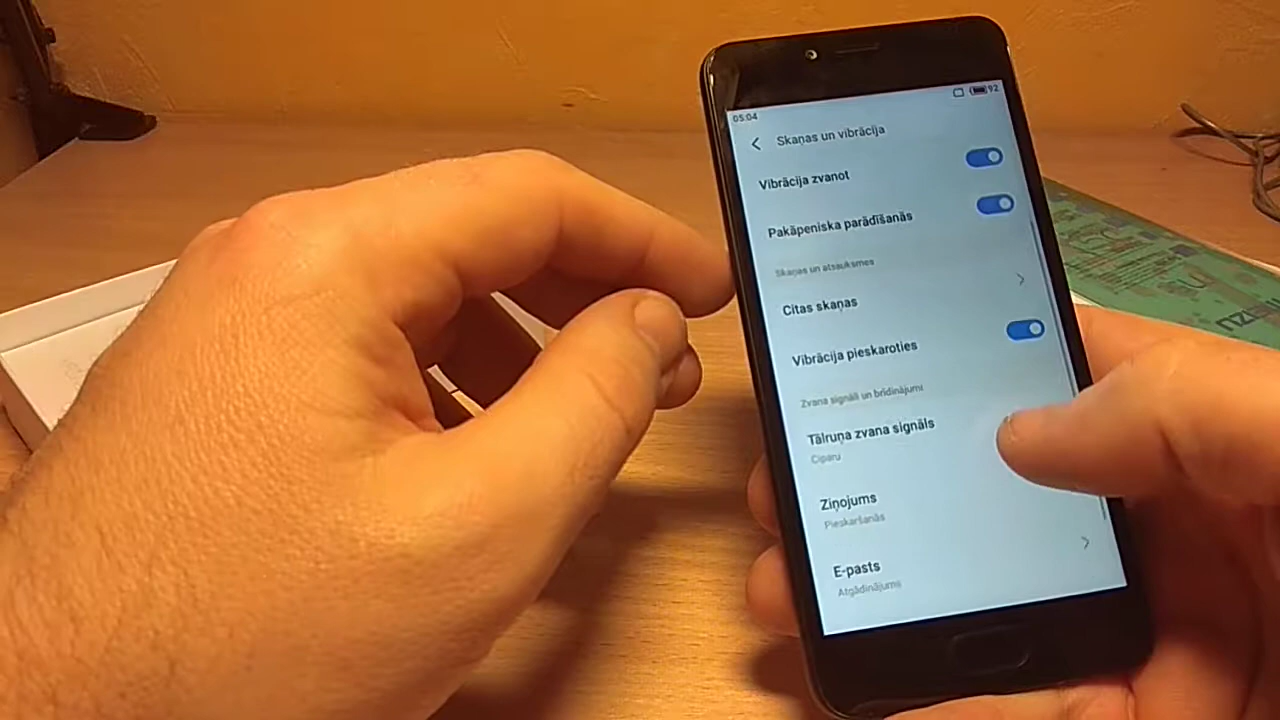 05:04
92
Skaņas un vibrācija
Vibrācija zvanot
Pakāpeniska parādīšanās
Skaņas un atsauksmes
Citas skaņas
Vibrācija pieskaroties
Zvana signāli un brīdinājumi
Tālruņa zvana signāls
Ciparu
Ziņojums
Pieskaršanās
E-pasts
Atgādinājums